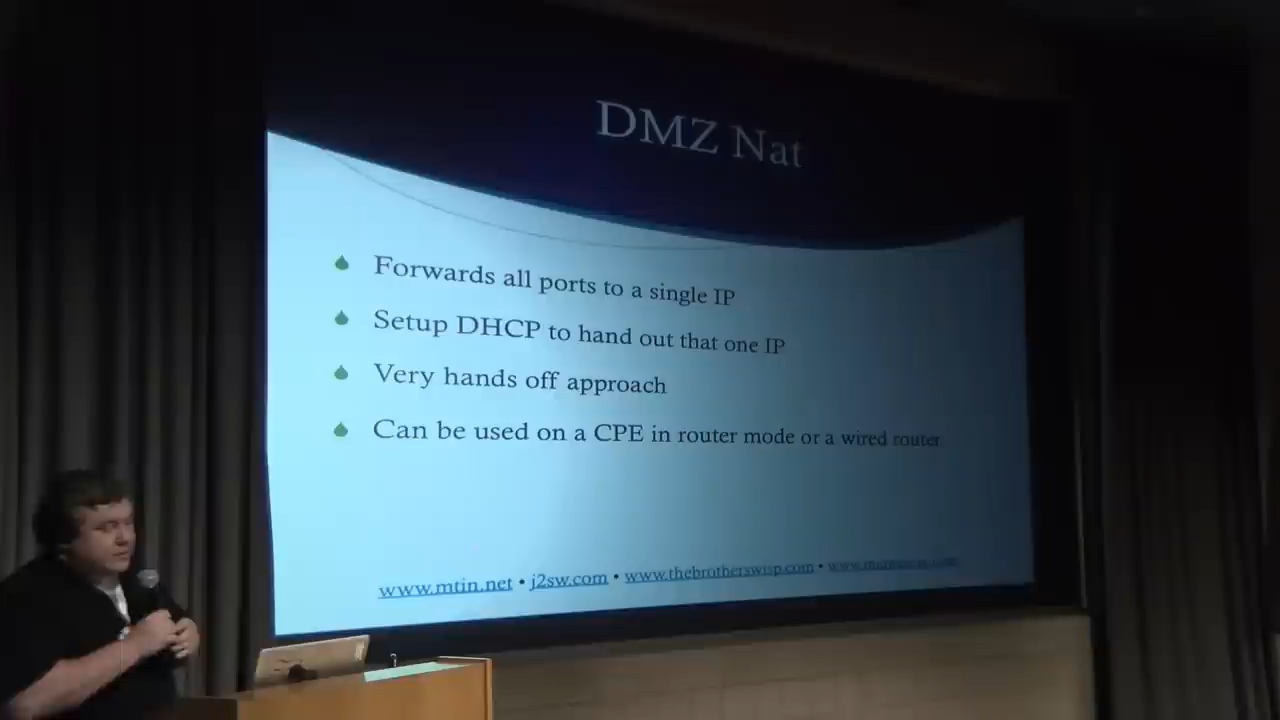 DMZ Nat
Forwards all ports to a single IP
Setup DHCP to hand out that one IP
Very hands off approach
Can be used on a CPE in router mode or a wired router
www.mtin.net • j2sw.com • www.thebrotherswisp.com •